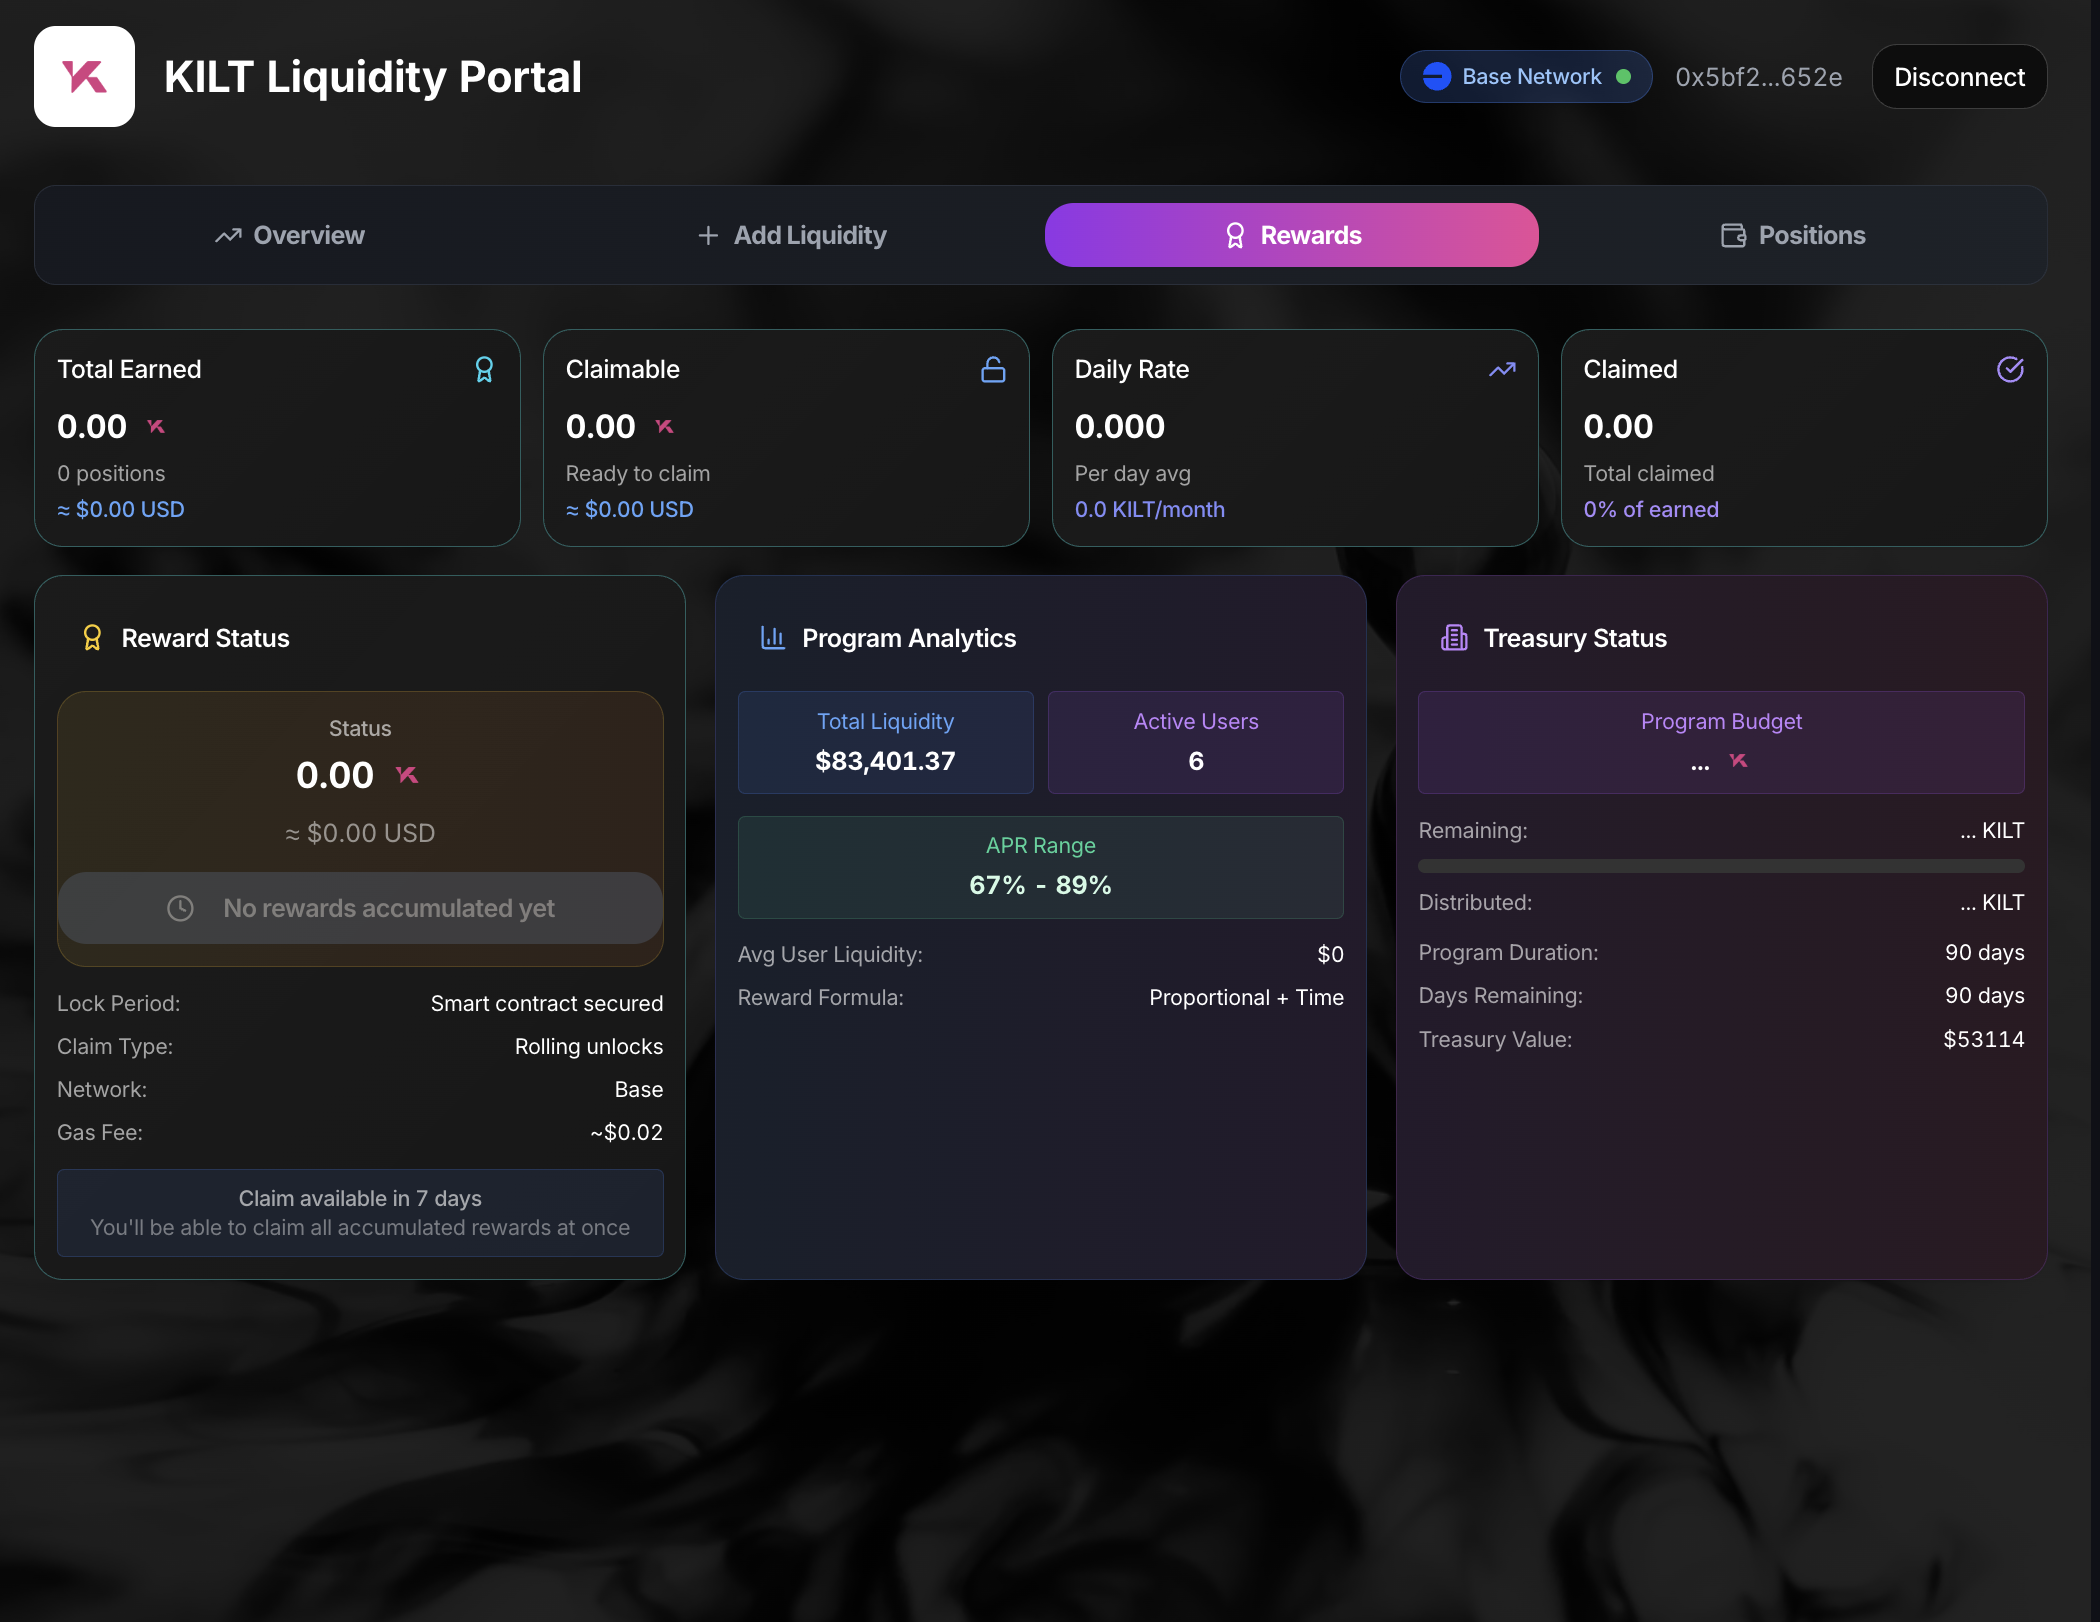 KILT Liquidity Portal
Base Network
0x5bf2...652e
Disconnect
Overview
Add Liquidity
Rewards
Positions
Total Earned
0.00
0 positions
≈ $0.00 USD
Claimable
0.00
Ready to claim
≈ $0.00 USD
Daily Rate
0.000
Per day avg
0.0 KILT/month
Claimed
0.00
Total claimed
0% of earned
Reward Status
Status
0.00
≈ $0.00 USD
No rewards accumulated yet
Lock Period: Smart contract secured
Claim Type: Rolling unlocks
Network: Base
Gas Fee: ~$0.02
Claim available in 7 days
You'll be able to claim all accumulated rewards at once
Program Analytics
Total Liquidity
$83,401.37
Active Users
6
APR Range
67% - 89%
Avg User Liquidity: $0
Reward Formula: Proportional + Time
Treasury Status
Program Budget
...
Remaining: ... KILT
Distributed: ... KILT
Program Duration: 90 days
Days Remaining: 90 days
Treasury Value: $53114